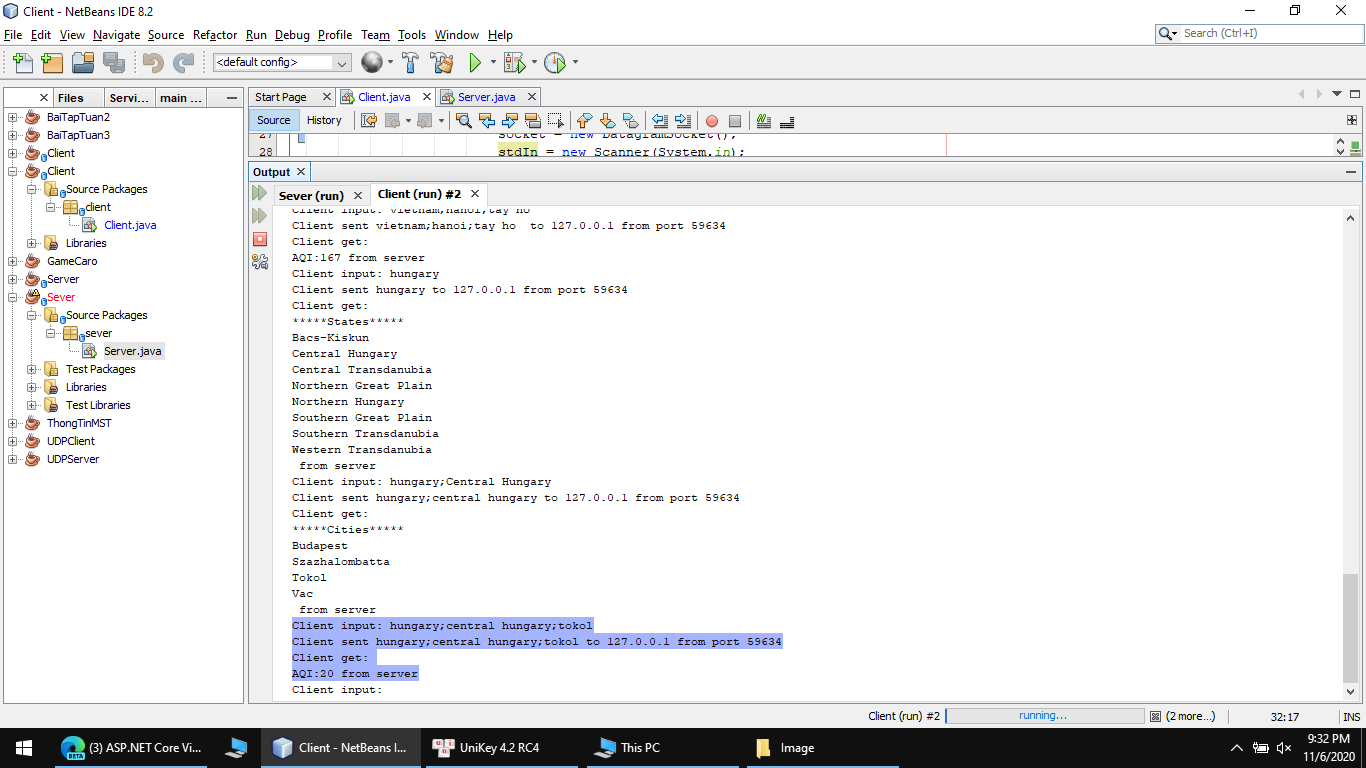 Client - NetBeans IDE 8.2
File Edit View Navigate Source Refactor Run Debug Profile Team Tools Window Help
Search (Ctrl+I)
<default config>
Files Servi... main ...
BaiTapTuan2
BaiTapTuan3
Client
Client
Source Packages
client
Client.java
Libraries
GameCaro
Server
Sever
Source Packages
sever
Server.java
Test Packages
Libraries
Test Libraries
ThongTinMST
UDPClient
UDPServer
Start Page Client.java Server.java
Source History
27 socket = new DatagramSocket();
28 stdIn = new Scanner(System.in);
Output
Sever (run) Client (run) #2
Client input: vietnam;hanoi;tay ho
Client sent vietnam;hanoi;tay ho  to 127.0.0.1 from port 59634
Client get:
AQI:167 from server
Client input: hungary
Client sent hungary to 127.0.0.1 from port 59634
Client get:
*****States*****
Bacs-Kiskun
Central Hungary
Central Transdanubia
Northern Great Plain
Northern Hungary
Southern Great Plain
Southern Transdanubia
Western Transdanubia
 from server
Client input: hungary;Central Hungary
Client sent hungary;central hungary to 127.0.0.1 from port 59634
Client get:
*****Cities*****
Budapest
Szazhalombatta
Tokol
Vac
 from server
Client input: hungary;central hungary;tokol
Client sent hungary;central hungary;tokol to 127.0.0.1 from port 59634
Client get:
AQI:20 from server
Client input:
Client (run) #2 running... (2 more...) 32:17 INS
BETA
(3) ASP.NET Core Vi... Client - NetBeans I... UniKey 4.2 RC4 This PC Image
9:32 PM
11/6/2020